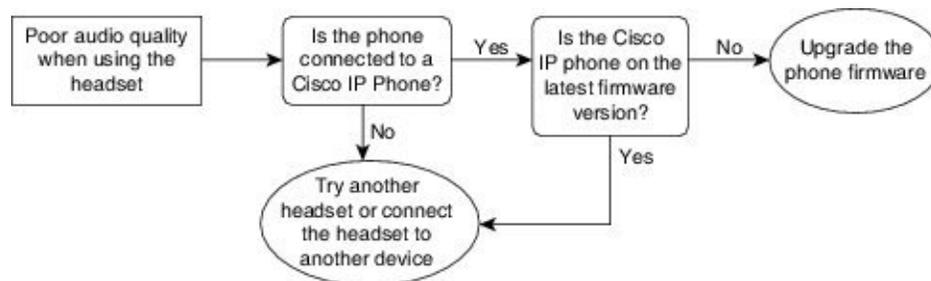 Poor audio quality
when using the
headset
Is the phone
connected to a
Cisco IP Phone?
Yes
Is the Cisco
IP phone on the
latest firmware
version?
No
Upgrade the
phone firmware
No
Yes
Try another
headset or connect
the headset to
another device